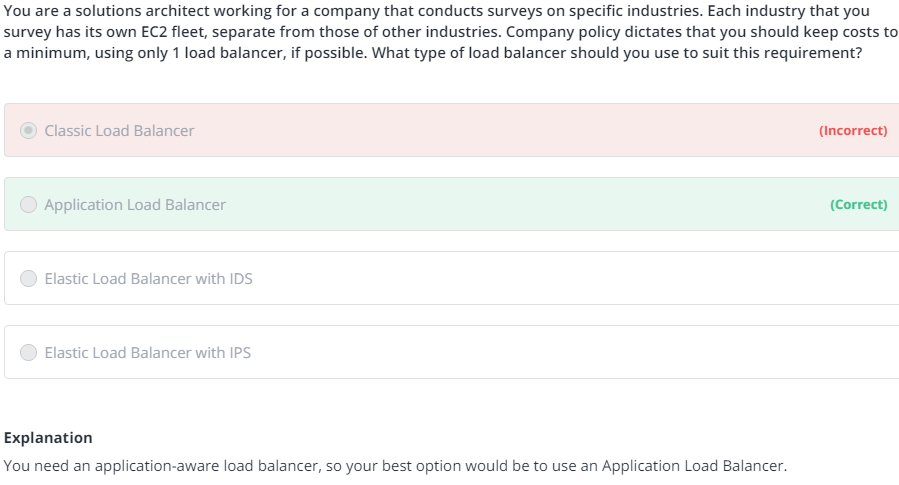 You are a solutions architect working for a company that conducts surveys on specific industries. Each industry that you
survey has its own EC2 fleet, separate from those of other industries. Company policy dictates that you should keep costs to
a minimum, using only 1 load balancer, if possible. What type of load balancer should you use to suit this requirement?
Classic Load Balancer (Incorrect)
Application Load Balancer (Correct)
Elastic Load Balancer with IDS
Elastic Load Balancer with IPS
Explanation
You need an application-aware load balancer, so your best option would be to use an Application Load Balancer.